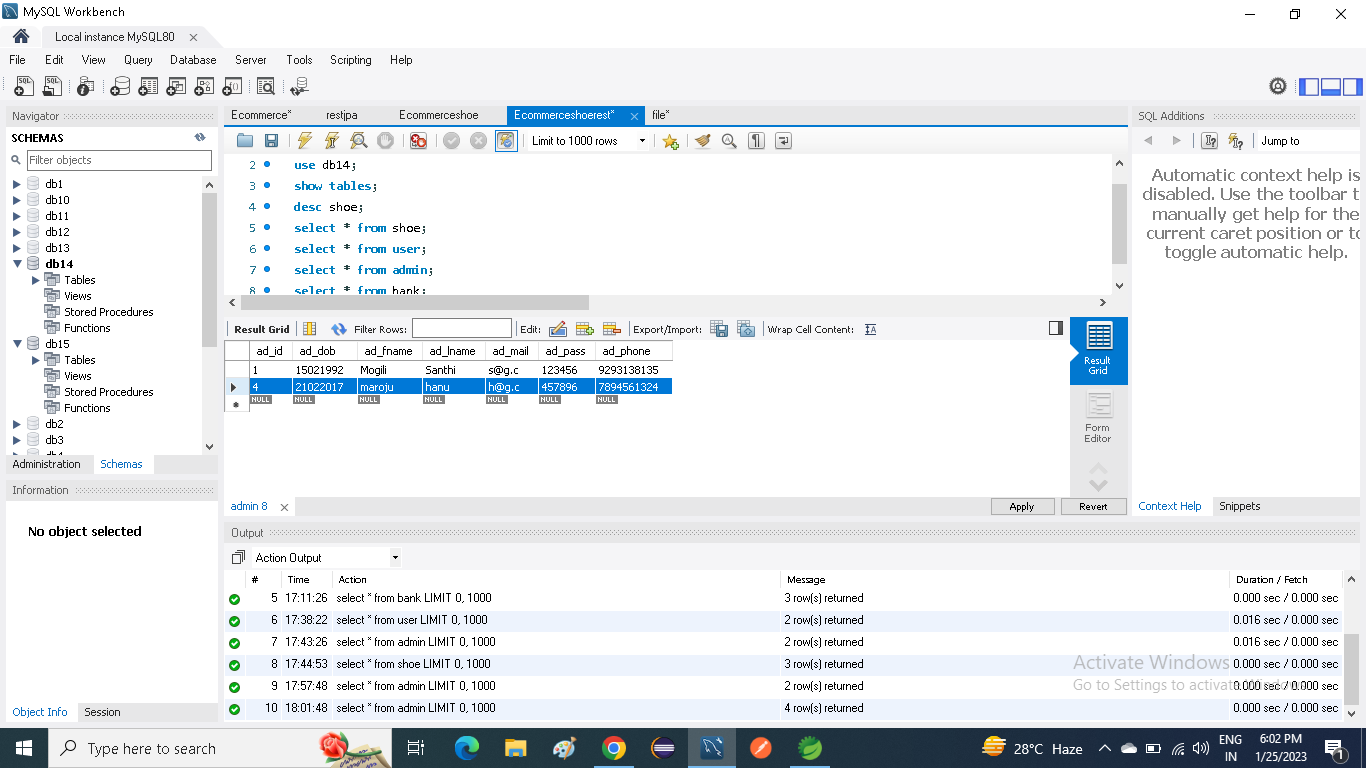 MySQL Workbench
Local instance MySQL80
File Edit View Query Database Server Tools Scripting Help
Navigator
SCHEMAS
Filter objects
db1
db10
db11
db12
db13
db14
Tables
Views
Stored Procedures
Functions
db15
Tables
Views
Stored Procedures
Functions
db2
db3
Administration Schemas
Information
No object selected
Object Info Session
Ecommerce* restjpa Ecommerceshoe Ecommerceshoerest* file*
Limit to 1000 rows
2 use db14;
3 show tables;
4 desc shoe;
5 select * from shoe;
6 select * from user;
7 select * from admin;
8 select * from bank;
Result Grid Filter Rows: Edit: Export/Import: Wrap Cell Content:
ad_id ad_dob ad_fname ad_lname ad_mail ad_pass ad_phone
1 15021992 Mogili Santhi s@g.c 123456 9293138135
4 21022017 maroju hanu h@g.c 457896 7894561324
NULL NULL NULL NULL NULL NULL NULL
Result Grid
Form Editor
admin 8 Apply Revert
SQL Additions
Jump to
Automatic context help is
disabled. Use the toolbar t
manually get help for the
current caret position or to
toggle automatic help.
Context Help Snippets
Output
Action Output
# Time Action Message Duration / Fetch
5 17:11:26 select * from bank LIMIT 0, 1000 3 row(s) returned 0.000 sec / 0.000 sec
6 17:38:22 select * from user LIMIT 0, 1000 2 row(s) returned 0.016 sec / 0.000 sec
7 17:43:26 select * from admin LIMIT 0, 1000 2 row(s) returned 0.016 sec / 0.000 sec
8 17:44:53 select * from shoe LIMIT 0, 1000 3 row(s) returned 0.000 sec / 0.000 sec
9 17:57:48 select * from admin LIMIT 0, 1000 2 row(s) returned 0.000 sec / 0.000 sec
10 18:01:48 select * from admin LIMIT 0, 1000 4 row(s) returned 0.000 sec / 0.000 sec
Activate Windows
Go to Settings to activate Windows.
Type here to search
28°C Haze
ENG
IN
6:02 PM
1/25/2023
1